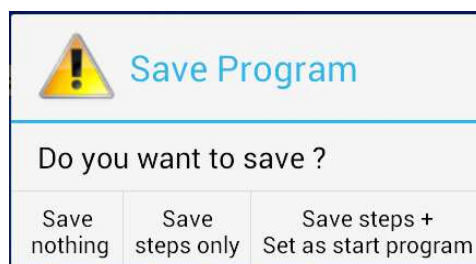 Save Program
Do you want to save ?
Save
nothing
Save
steps only
Save steps +
Set as start program